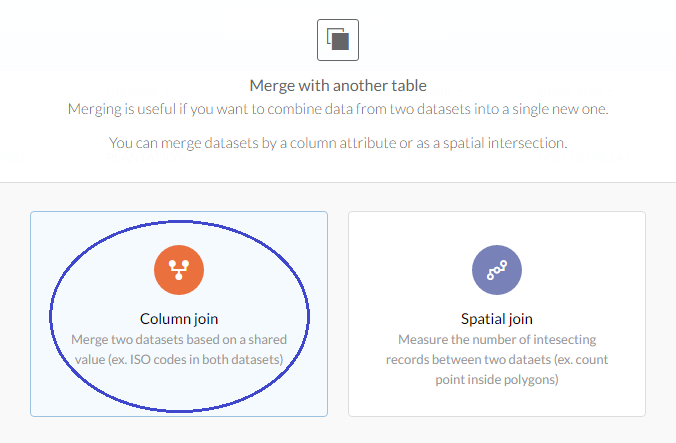 Merge with another table
Merging is useful if you want to combine data from two datasets into a single new one.
You can merge datasets by a column attribute or as a spatial intersection.
Column join
Merge two datasets based on a shared
value (ex. ISO codes in both datasets)
Spatial join
Measure the number of intesecting
records between two dataets (ex. count
point inside polygons)